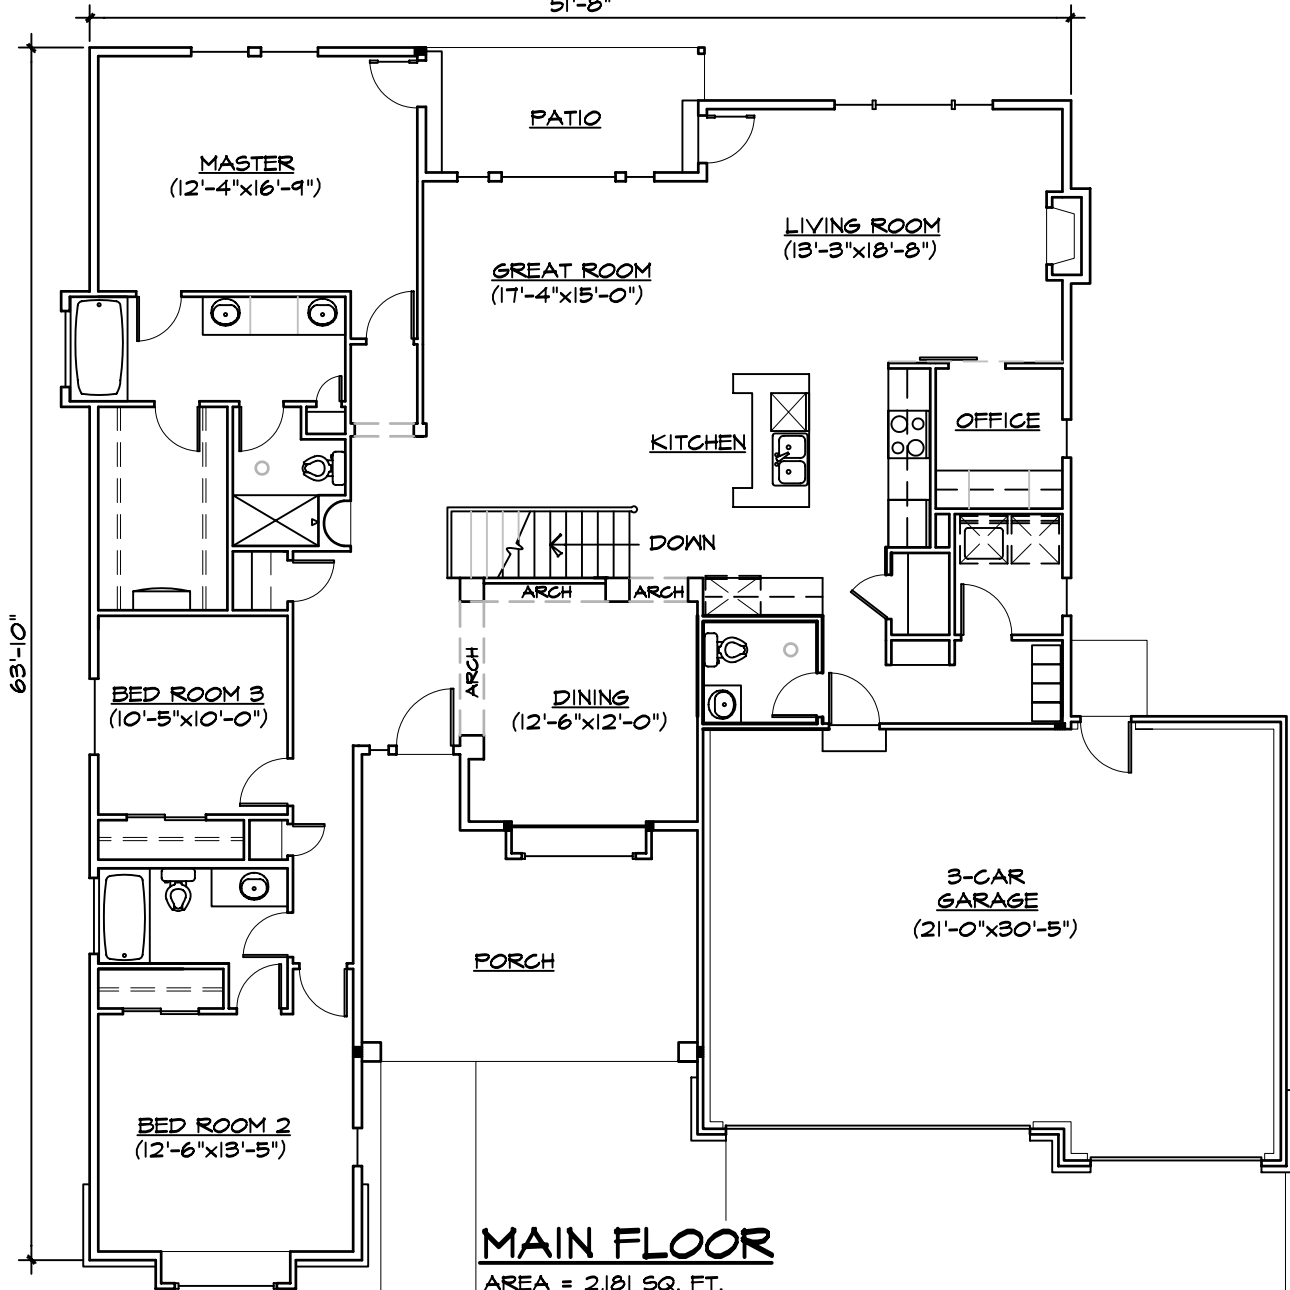 51'-8"
PATIO
MASTER
(12'-4"x16'-9")
LIVING ROOM
(13'-3"x18'-8")
GREAT ROOM
(17'-4"x15'-0")
OFFICE
KITCHEN
DOWN
ARCH
ARCH
ARCH
63'-10"
BED ROOM 3
(10'-5"x10'-0")
DINING
(12'-6"x12'-0")
3-CAR
GARAGE
(21'-0"x30'-5")
PORCH
BED ROOM 2
(12'-6"x13'-5")
MAIN FLOOR
AREA = 2,181 SQ. FT.